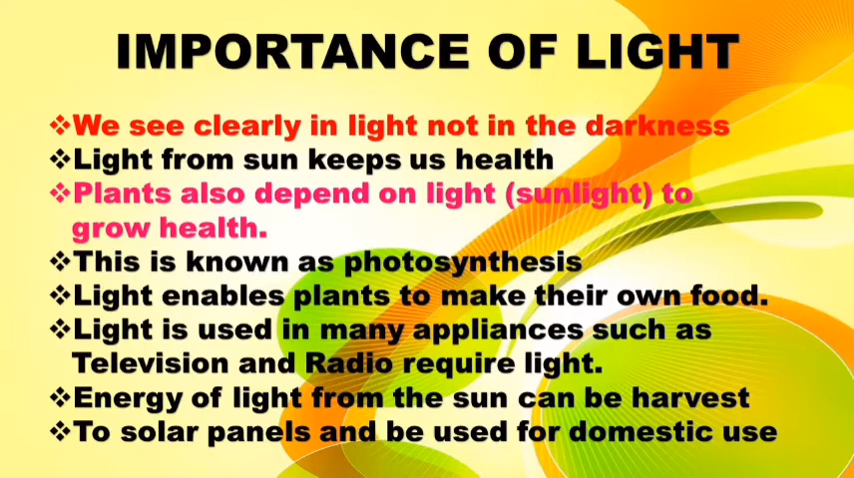 IMPORTANCE OF LIGHT
❖We see clearly in light not in the darkness
❖Light from sun keeps us health
❖Plants also depend on light (sunlight) to
grow health.
❖This is known as photosynthesis
❖Light enables plants to make their own food.
❖Light is used in many appliances such as
Television and Radio require light.
❖Energy of light from the sun can be harvest
❖To solar panels and be used for domestic use